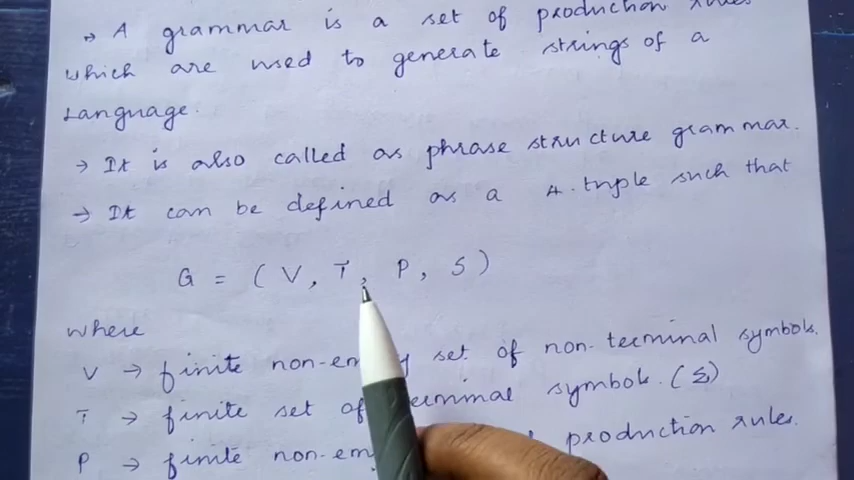 → A grammar is a set of production rules
which are used to generate strings of a
Language.
→ It is also called as phrase structure grammar.
→ It can be defined as a 4-tuple such that
G = (V, T, P, S)
where
V → finite non-em y set of non-terminal symbols.
T → finite set of terminal symbols. (Σ)
P → finite non-em production rules.